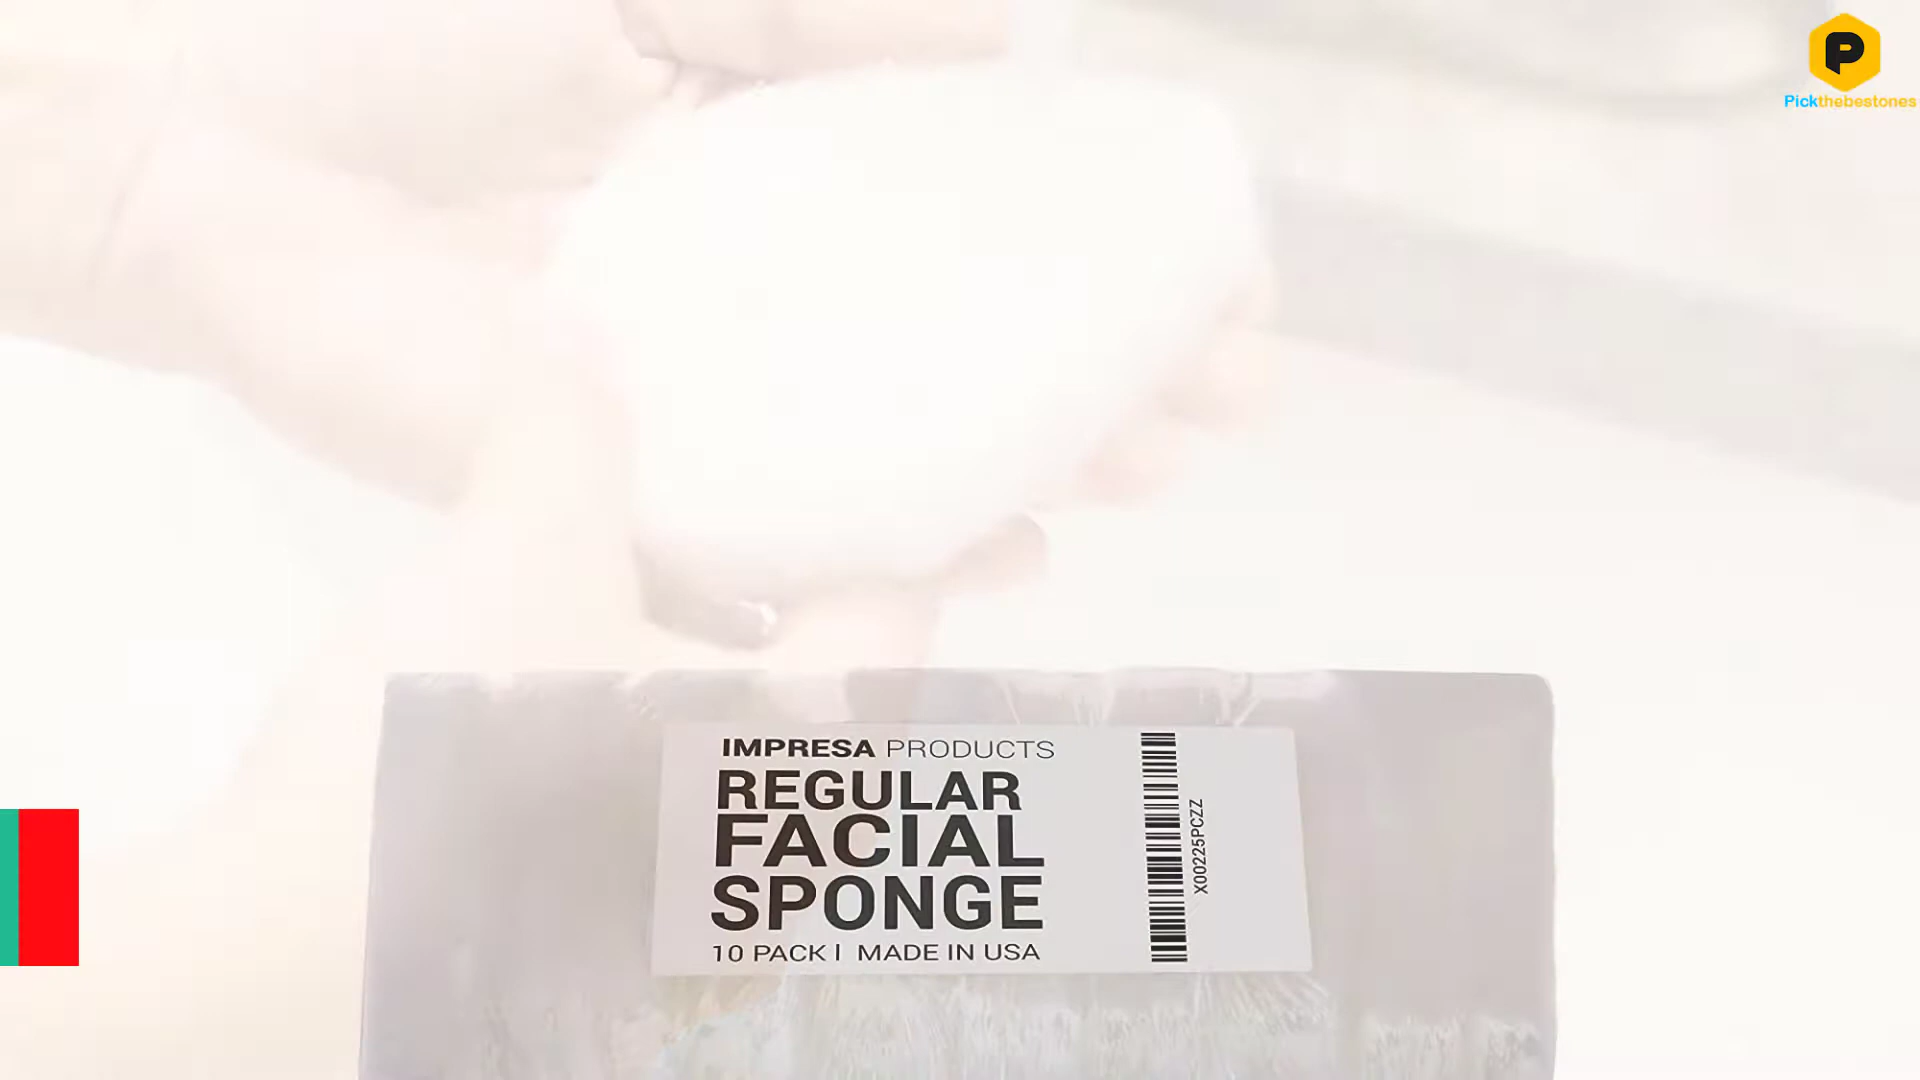 P
Pickthebestones
IMPRESA PRODUCTS
REGULAR
FACIAL
SPONGE
10 PACK | MADE IN USA
X00225PCZZ